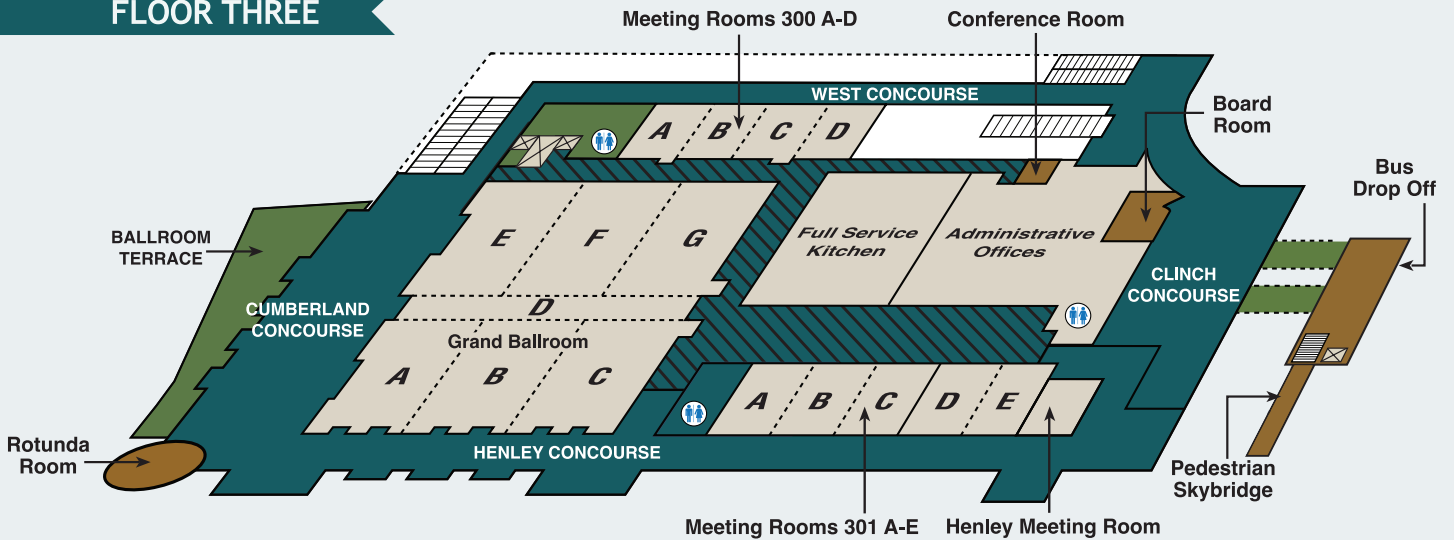 FLOOR THREE
Meeting Rooms 300 A-D
Conference Room
WEST CONCOURSE
Board
Room
A
B
C
D
Bus
Drop Off
BALLROOM
TERRACE
E
F
G
Full Service
Kitchen
Administrative
Offices
CLINCH
CONCOURSE
CUMBERLAND
CONCOURSE
D
Grand Ballroom
A
B
C
A
B
C
D
E
Rotunda
Room
HENLEY CONCOURSE
Pedestrian
Skybridge
Meeting Rooms 301 A-E
Henley Meeting Room